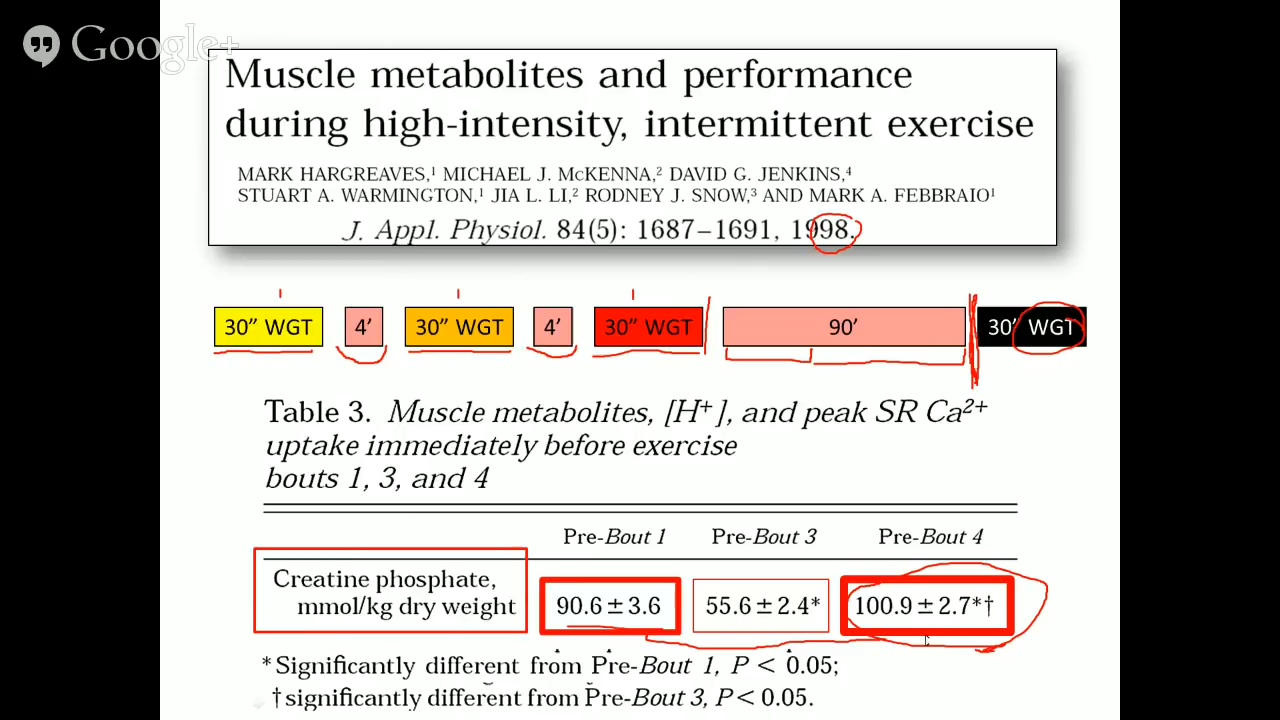 Google+
Muscle metabolites and performance
during high-intensity, intermittent exercise
MARK HARGREAVES,¹ MICHAEL J. McKENNA,² DAVID G. JENKINS,⁴
STUART A. WARMINGTON,¹ JIA L. LI,² RODNEY J. SNOW,³ AND MARK A. FEBBRAIO¹
J. Appl. Physiol. 84(5): 1687–1691, 1998.
30” WGT 4’ 30” WGT 4’ 30” WGT 90’ 30” WGT
Table 3. Muscle metabolites, [H⁺], and peak SR Ca²⁺
uptake immediately before exercise
bouts 1, 3, and 4
Pre-Bout 1 Pre-Bout 3 Pre-Bout 4
Creatine phosphate,
mmol/kg dry weight 90.6 ± 3.6 55.6 ± 2.4* 100.9 ± 2.7*†
*Significantly different from Pre-Bout 1, P < 0.05;
†significantly different from Pre-Bout 3, P < 0.05.